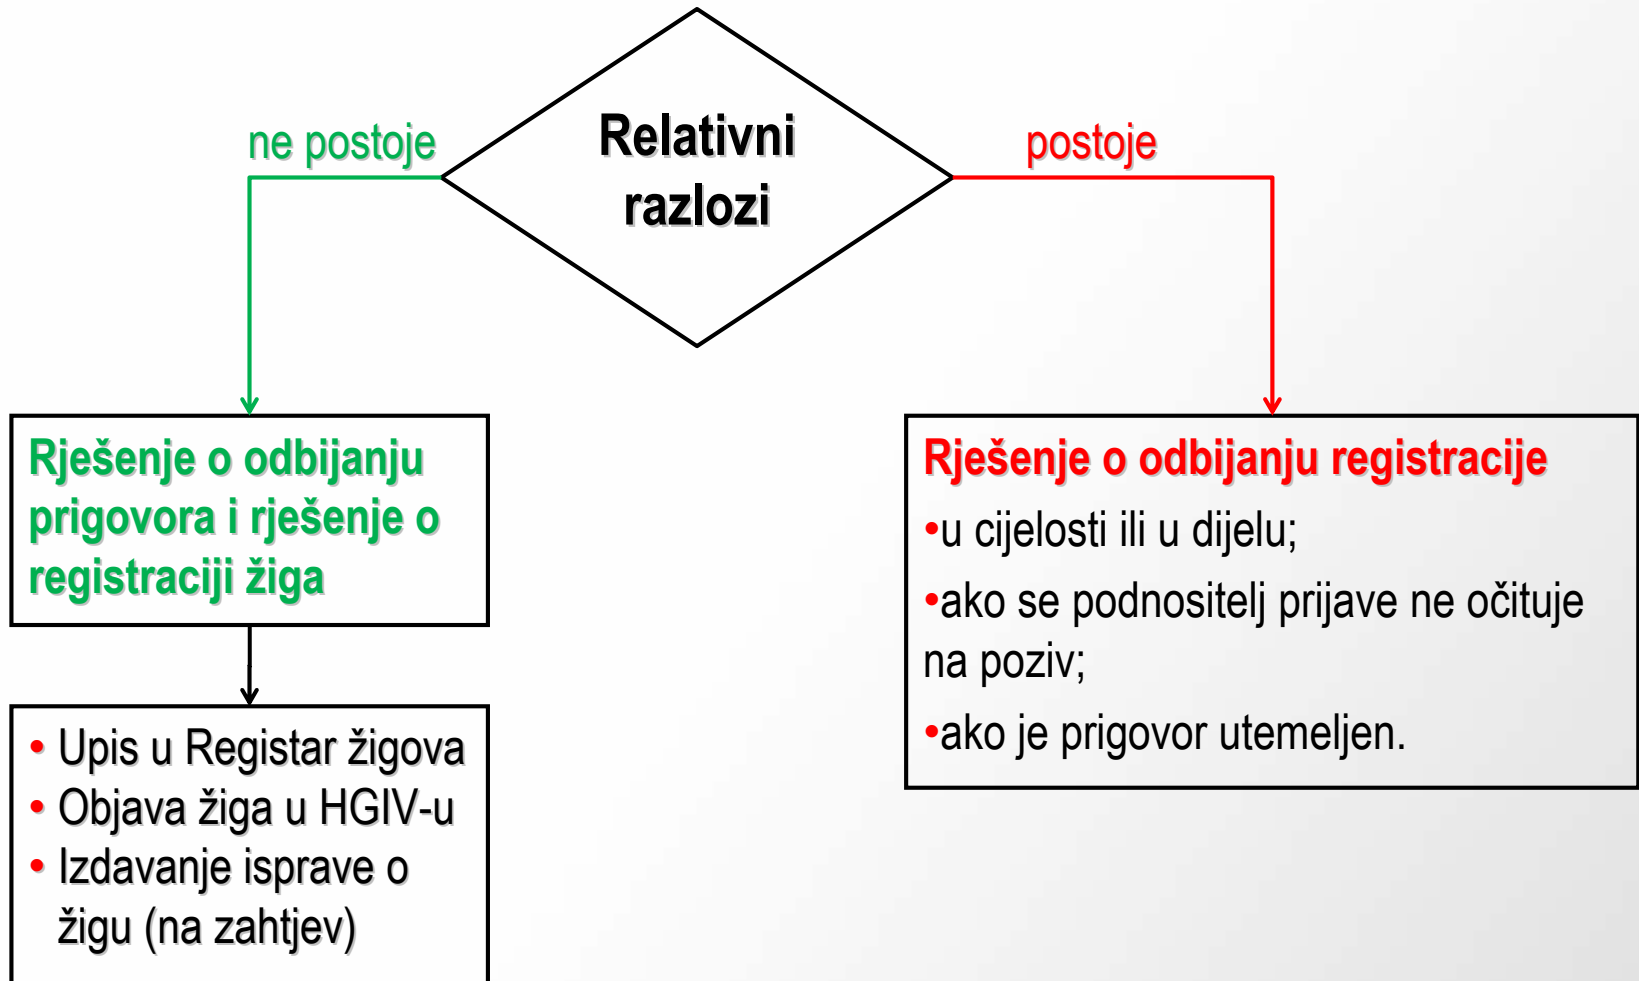 Relativni
razlozi
ne postoje
postoje
Rješenje o odbijanju
prigovora i rješenje o
registraciji žiga
• Upis u Registar žigova
• Objava žiga u HGIV-u
• Izdavanje isprave o
žigu (na zahtjev)
Rješenje o odbijanju registracije
•u cijelosti ili u dijelu;
•ako se podnositelj prijave ne očituje
na poziv;
•ako je prigovor utemeljen.